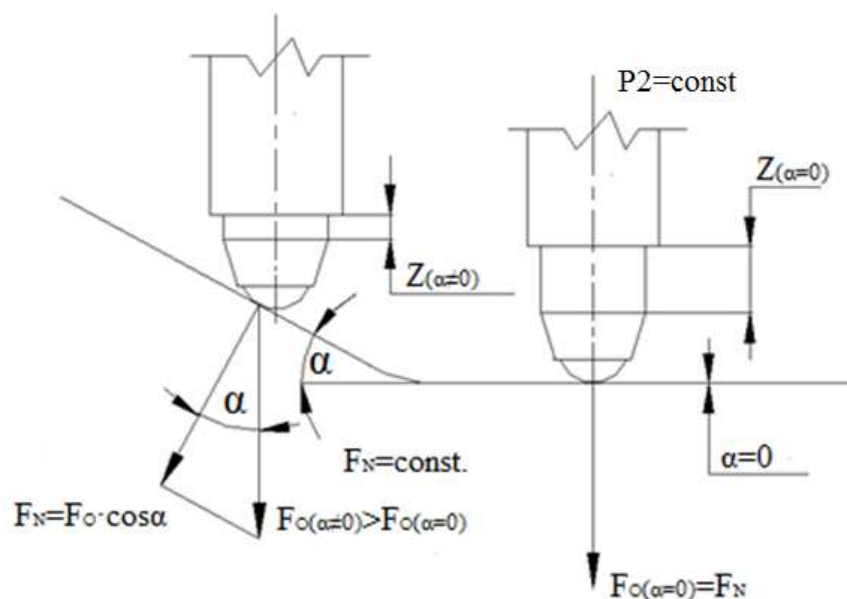 P2=const
Z(α=0)
Z(α≠0)
α
α
FN=const.
α=0
FN=FO·cosα
FO(α≠0)>FO(α=0)
FO(α=0)=FN